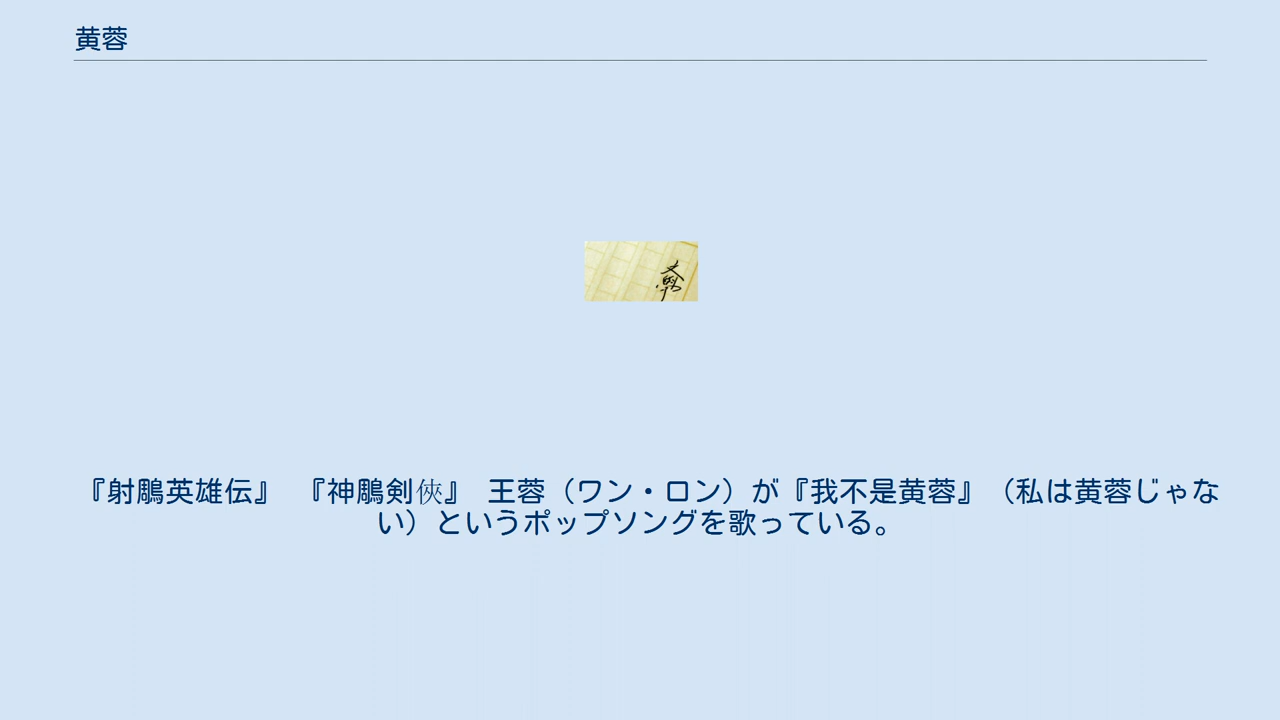 黄蓉
『射鵰英雄伝』 『神鵰剣俠』 王蓉（ワン・ロン）が『我不是黄蓉』（私は黄蓉じゃな
い）というポップソングを歌っている。